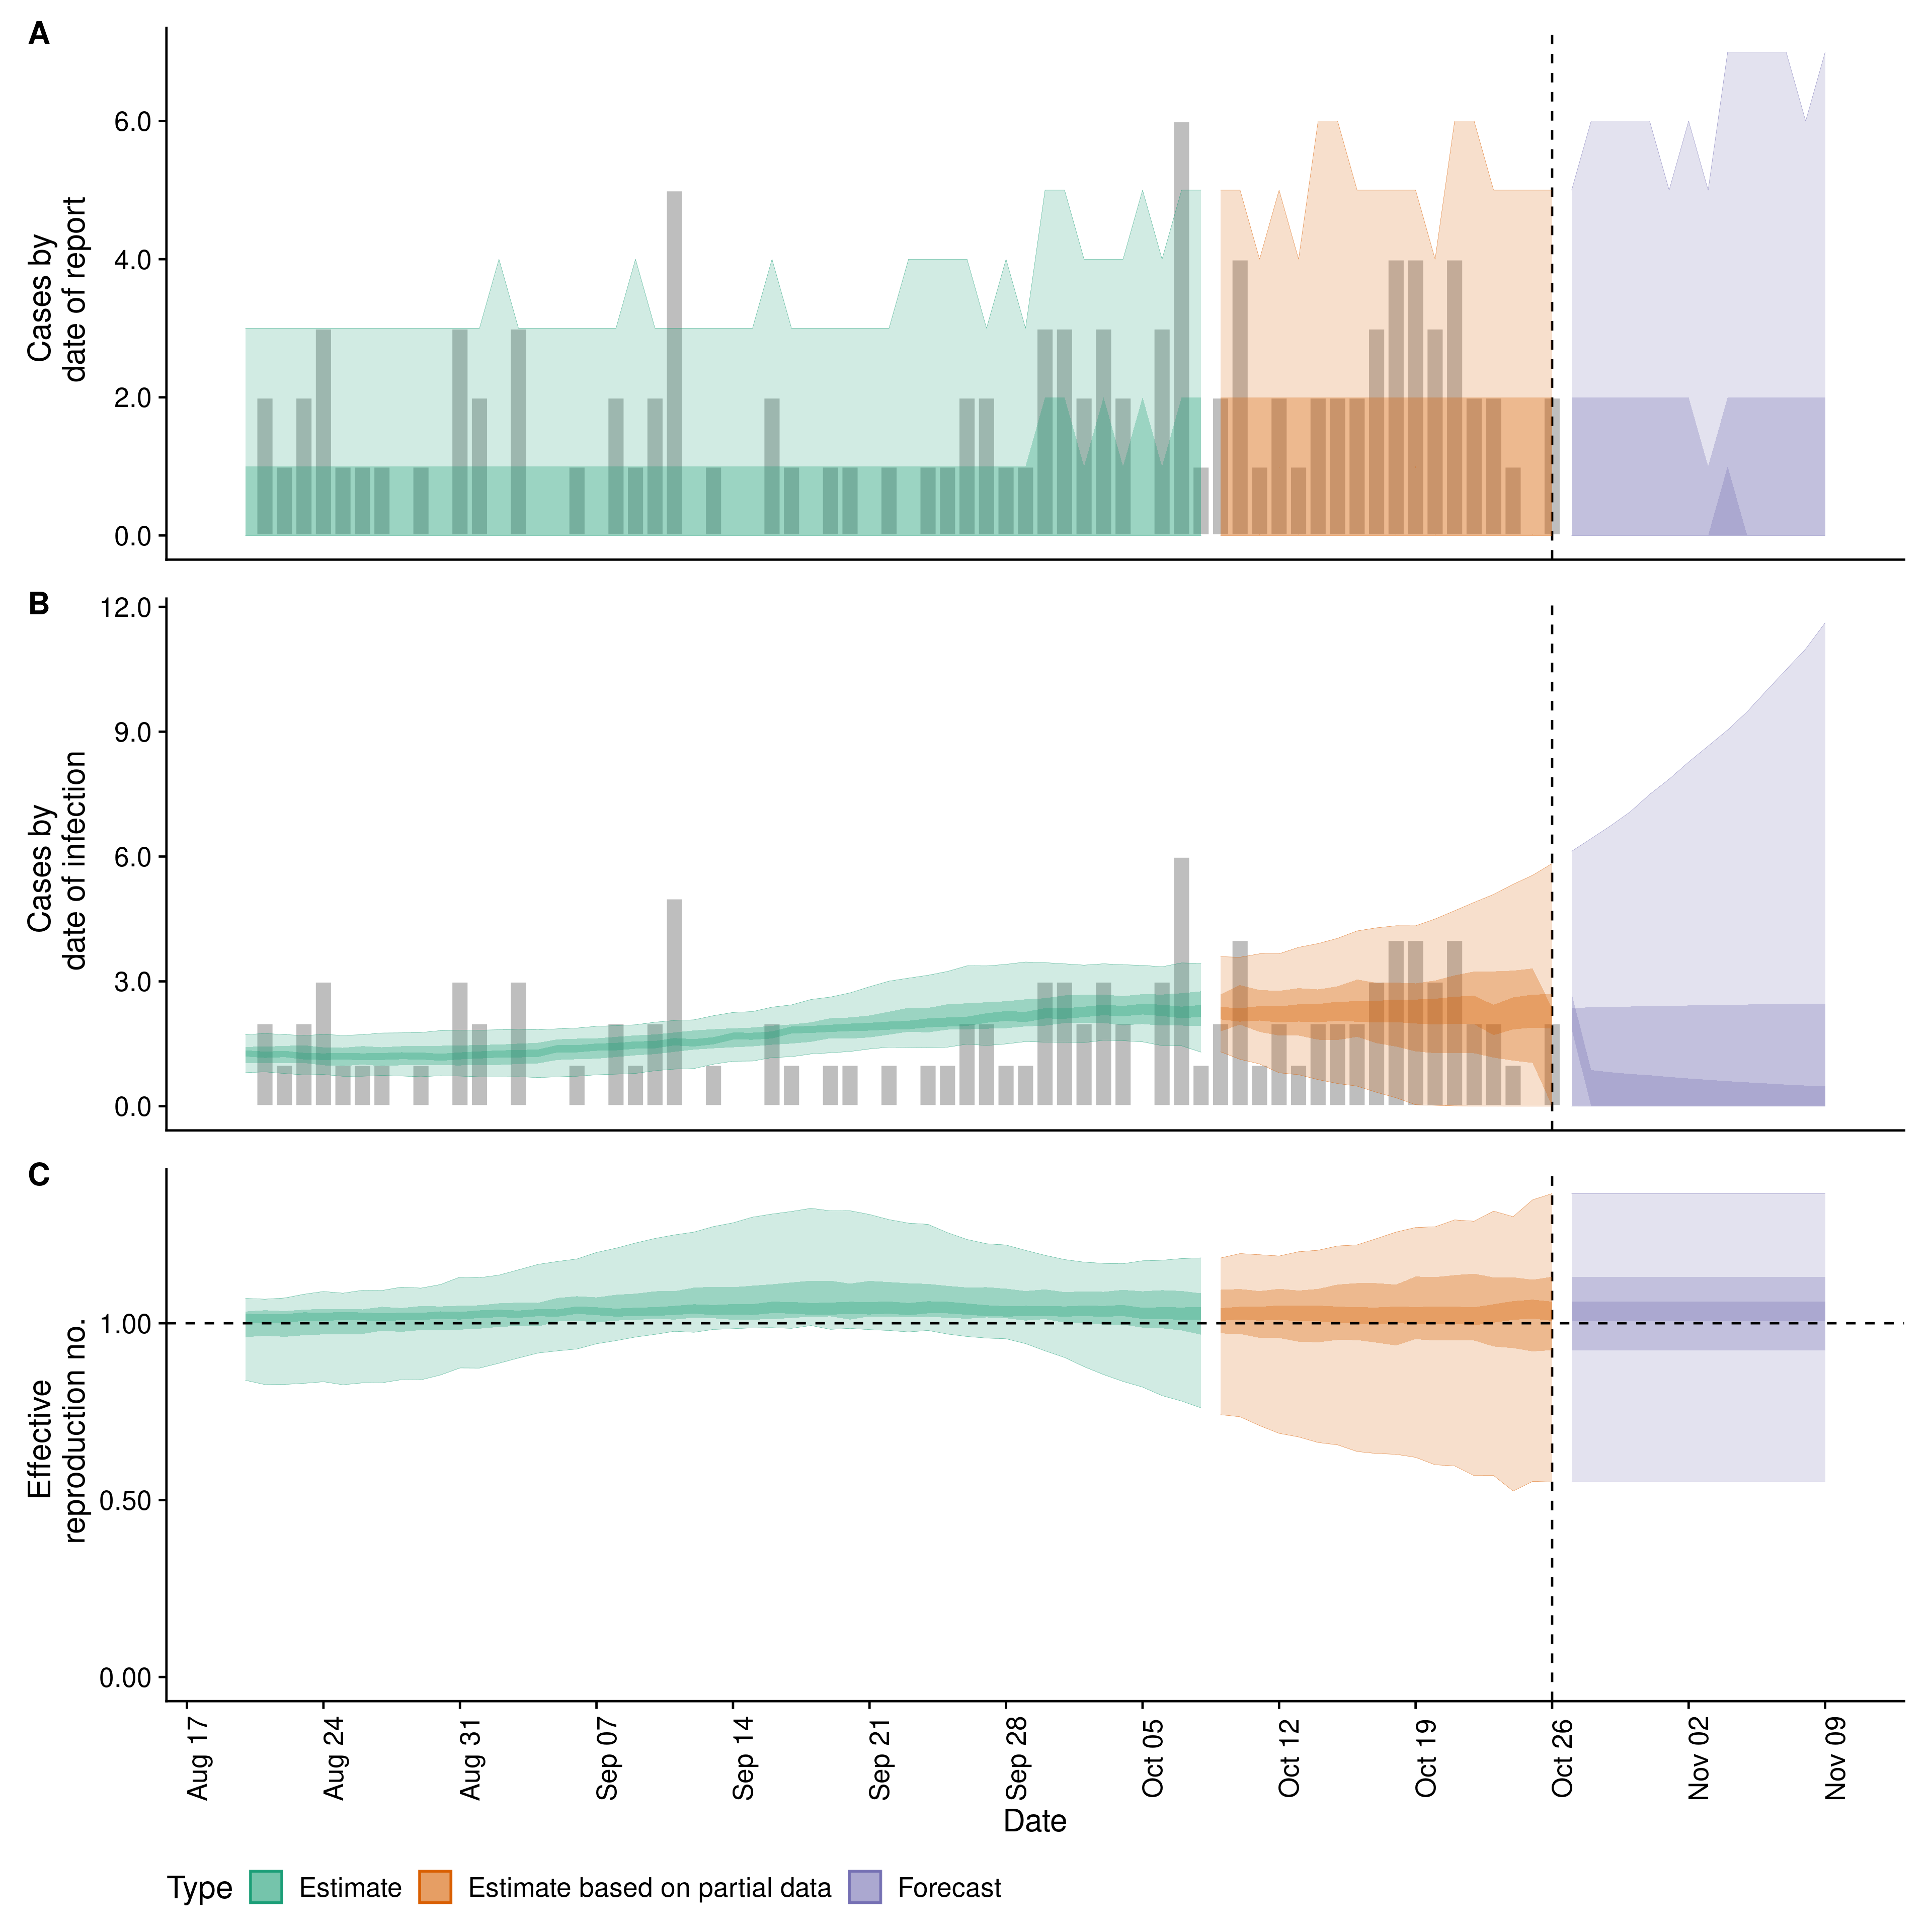 A
Cases by
date of report
6.0
4.0
2.0
0.0
B
Cases by
date of infection
12.0
9.0
6.0
3.0
0.0
C
Effective
reproduction no.
1.00
0.50
0.00
Aug 17
Aug 24
Aug 31
Sep 07
Sep 14
Sep 21
Sep 28
Oct 05
Oct 12
Oct 19
Oct 26
Nov 02
Nov 09
Date
Type Estimate Estimate based on partial data Forecast